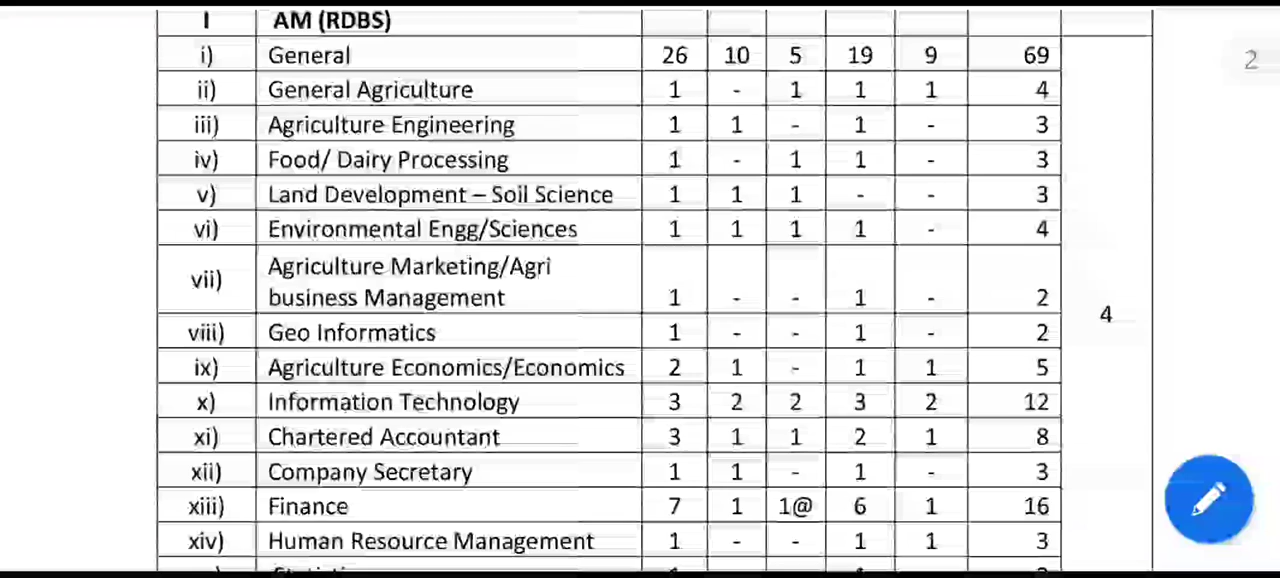 I AM (RDBS)
i) General 26 10 5 19 9 69
2
ii) General Agriculture 1 - 1 1 1 4
iii) Agriculture Engineering 1 1 - 1 - 3
iv) Food/ Dairy Processing 1 - 1 1 - 3
v) Land Development – Soil Science 1 1 1 - - 3
vi) Environmental Engg/Sciences 1 1 1 1 - 4
vii) Agriculture Marketing/Agri
business Management 1 - - 1 - 2
4
viii) Geo Informatics 1 - - 1 - 2
ix) Agriculture Economics/Economics 2 1 - 1 1 5
x) Information Technology 3 2 2 3 2 12
xi) Chartered Accountant 3 1 1 2 1 8
xii) Company Secretary 1 1 - 1 - 3
xiii) Finance 7 1 1@ 6 1 16
xiv) Human Resource Management 1 - - 1 1 3